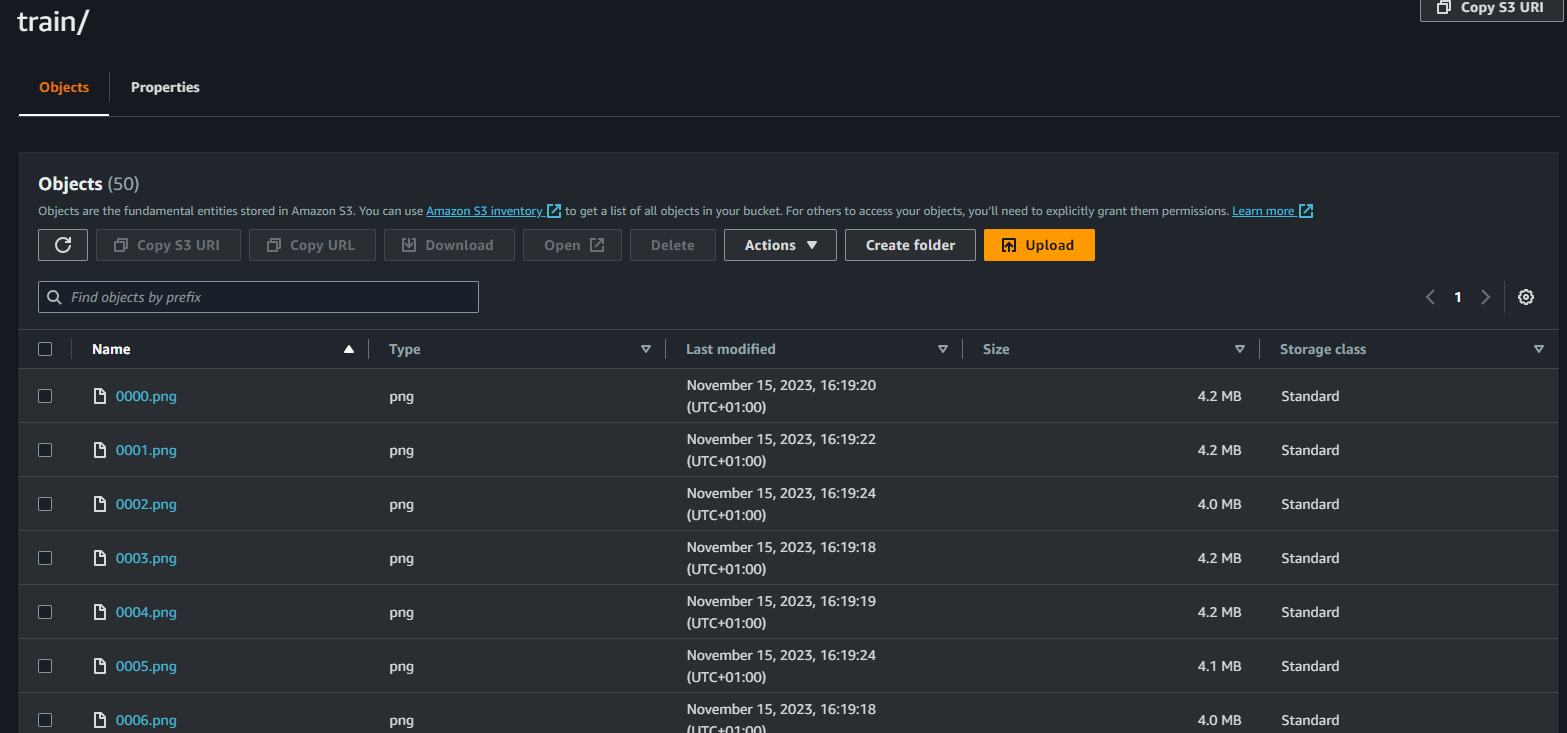 train/
Copy S3 URI
Objects
Properties
Objects (50)
Objects are the fundamental entities stored in Amazon S3. You can use Amazon S3 inventory to get a list of all objects in your bucket. For others to access your objects, you'll need to explicitly grant them permissions. Learn more
Copy S3 URI Copy URL Download Open Delete Actions Create folder Upload
Find objects by prefix
1
Name Type Last modified Size Storage class
0000.png png November 15, 2023, 16:19:20 (UTC+01:00) 4.2 MB Standard
0001.png png November 15, 2023, 16:19:22 (UTC+01:00) 4.2 MB Standard
0002.png png November 15, 2023, 16:19:24 (UTC+01:00) 4.0 MB Standard
0003.png png November 15, 2023, 16:19:18 (UTC+01:00) 4.2 MB Standard
0004.png png November 15, 2023, 16:19:19 (UTC+01:00) 4.2 MB Standard
0005.png png November 15, 2023, 16:19:24 (UTC+01:00) 4.1 MB Standard
0006.png png November 15, 2023, 16:19:18 (UTC+01:00) 4.0 MB Standard